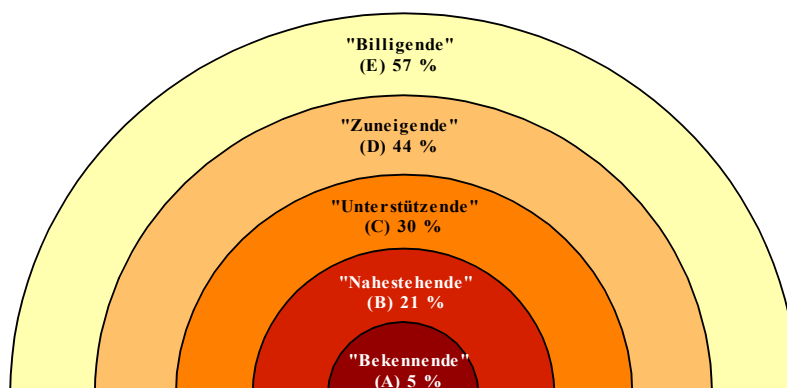 "Billigende"
(E) 57 %
"Zuneigende"
(D) 44 %
"Unterstützende"
(C) 30 %
"Nahestehende"
(B) 21 %
"Bekennende"
(A) 5 %